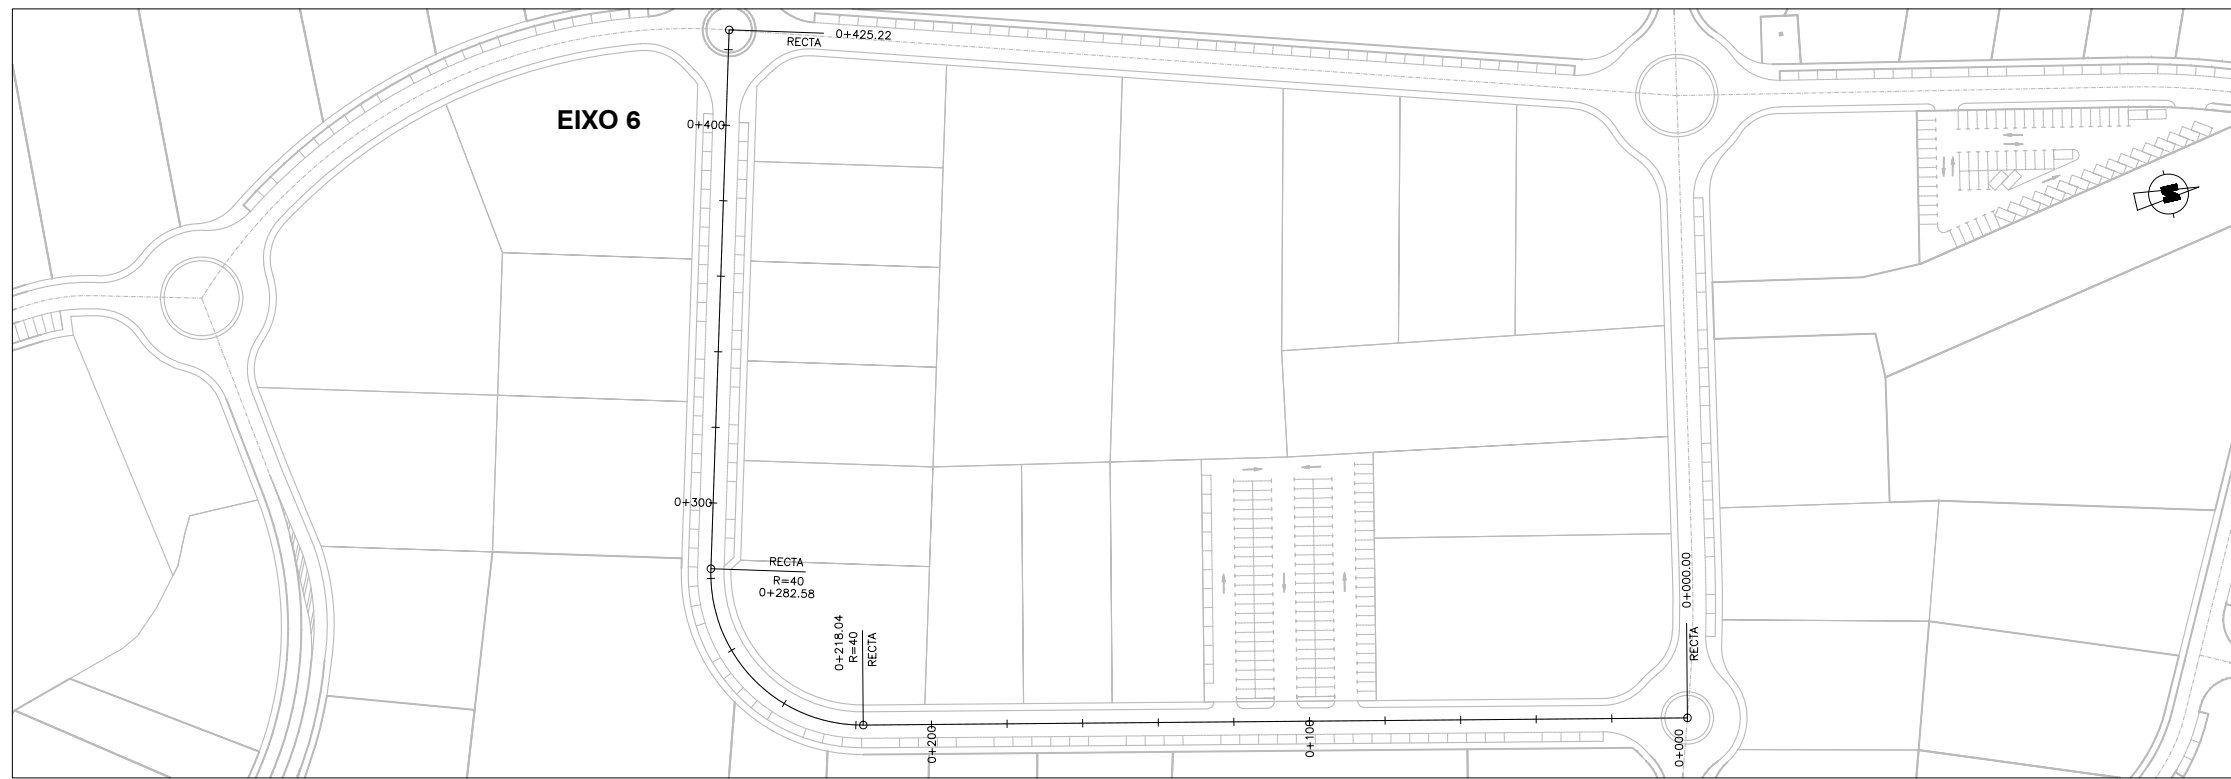 RECTA
0+425.22
EIXO 6
0+400
0+300
RECTA
R=40
0+282.58
0+218.04
R=40
RECTA
0+200
0+100
0+000
0+000.00
RECTA
N